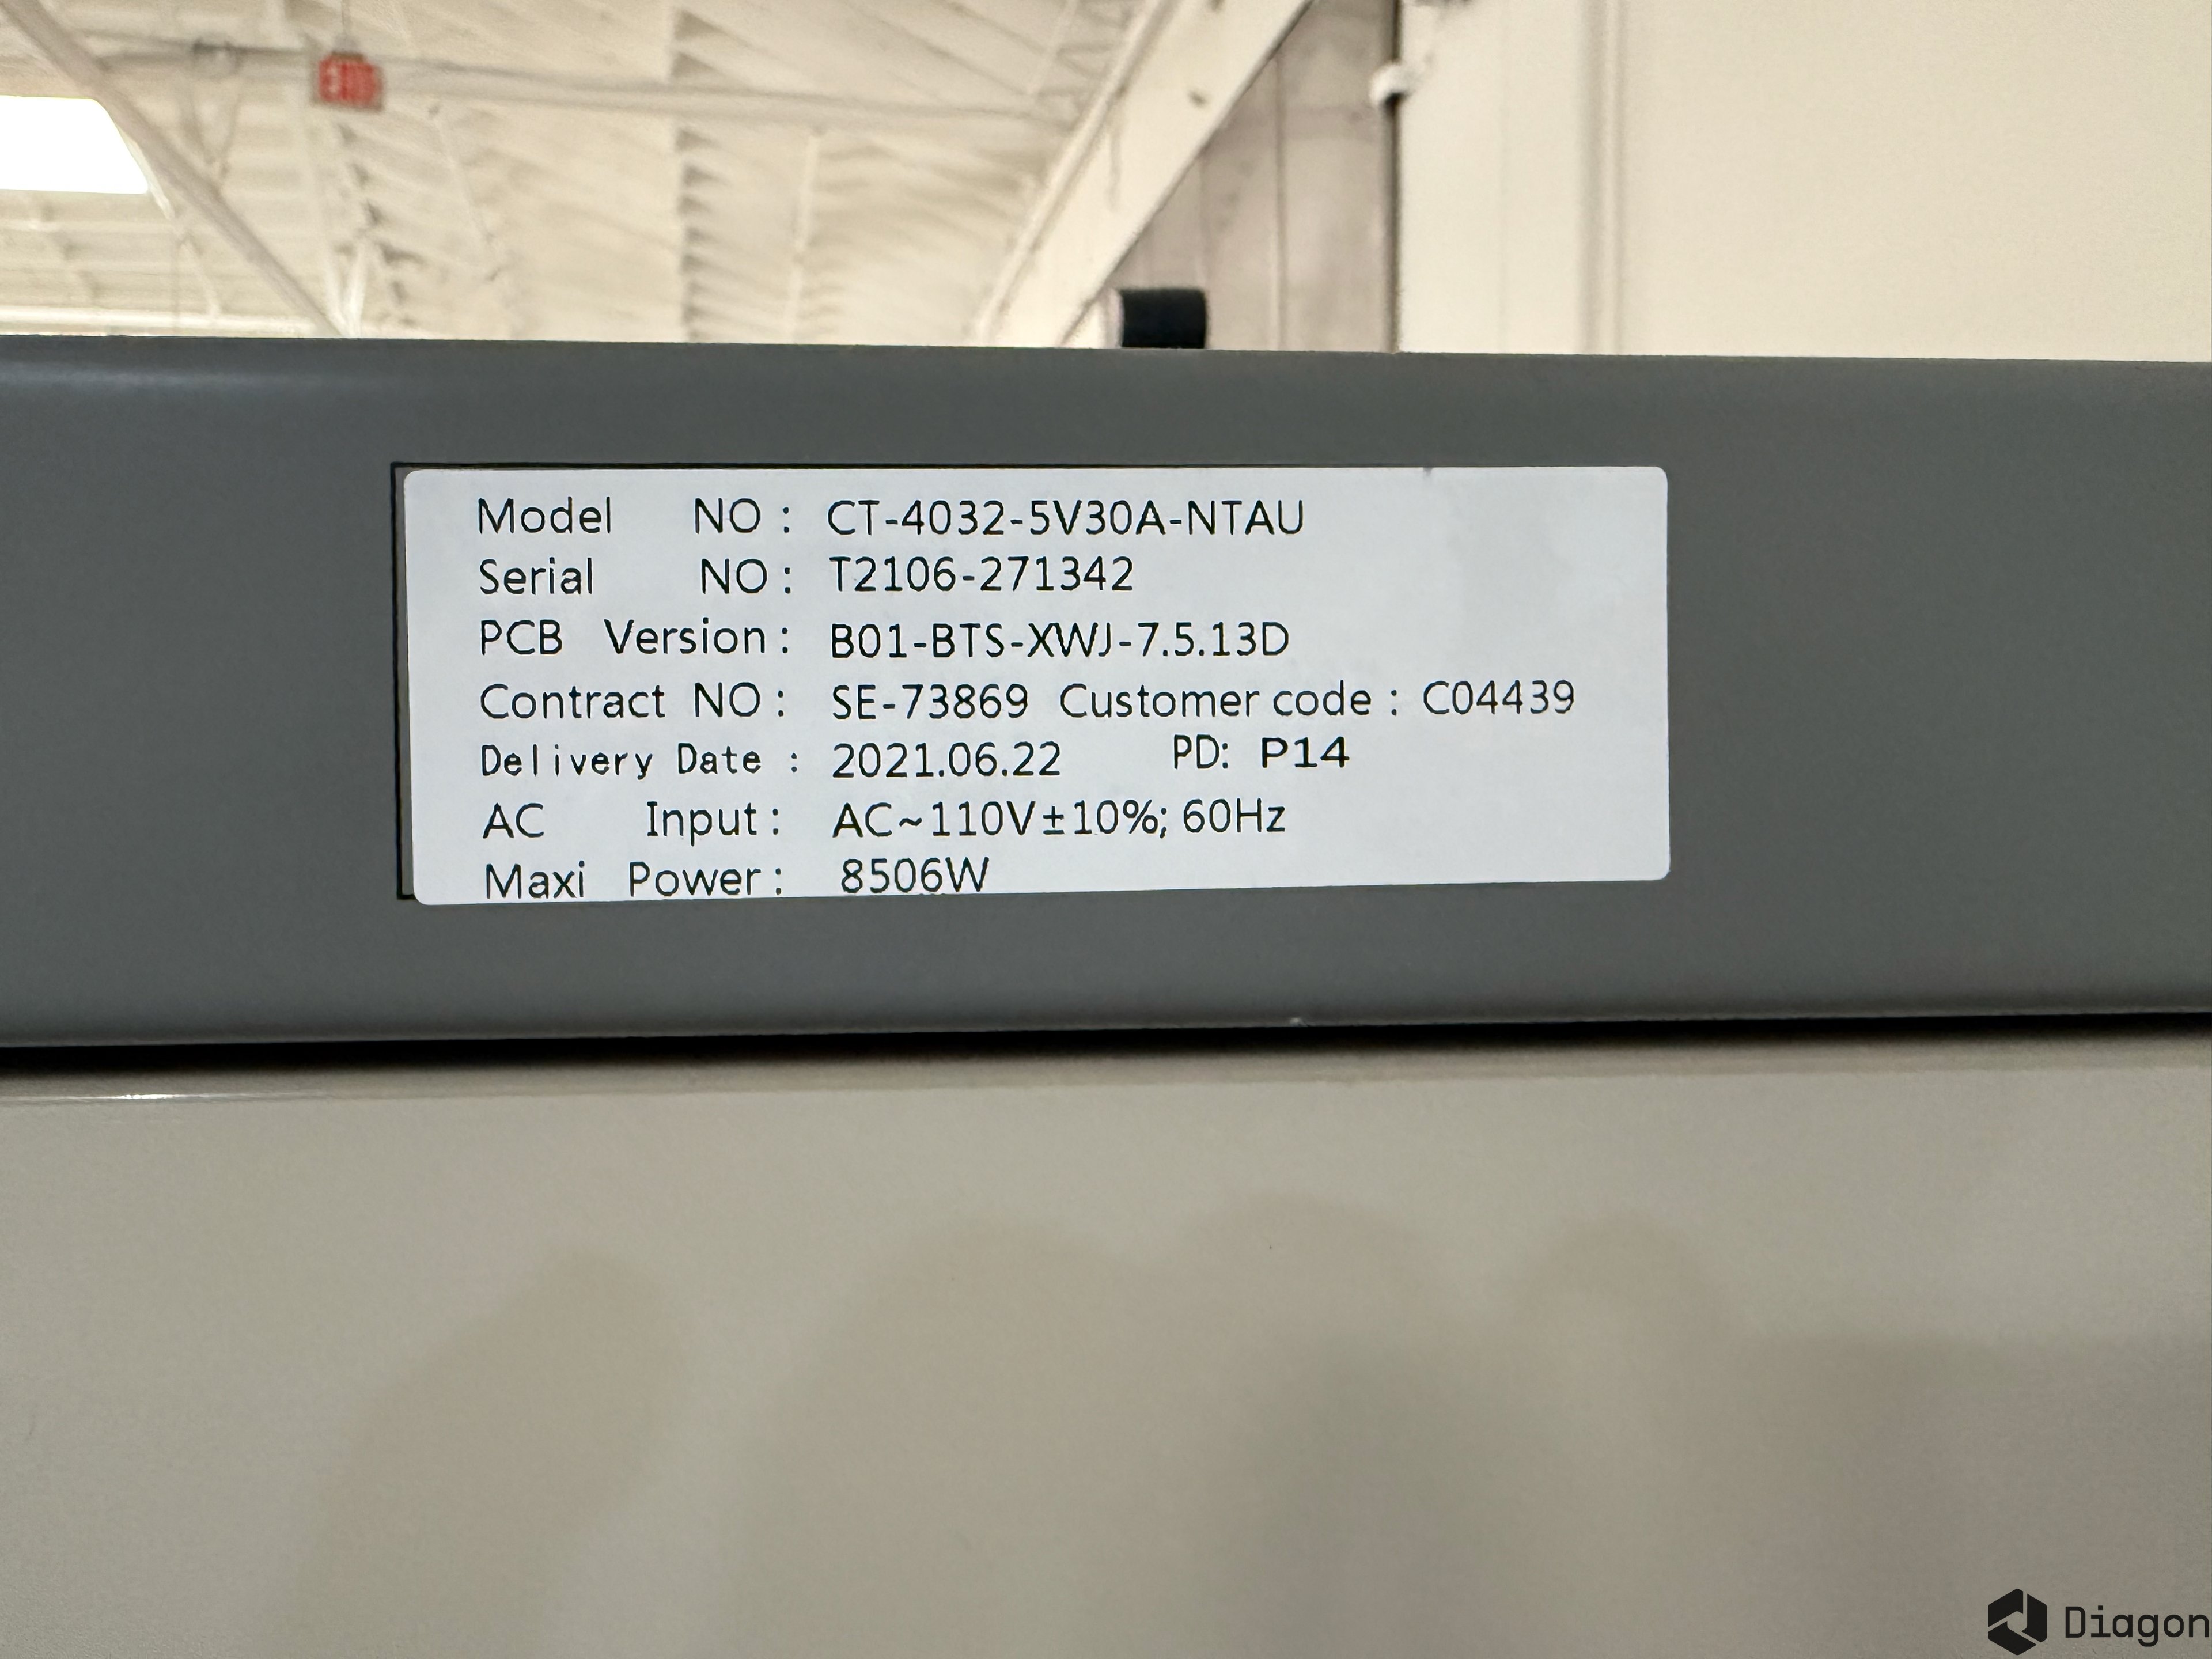 Model NO : CT-4032-5V30A-NTAU
Serial NO : T2106-271342
PCB Version : B01-BTS-XWJ-7.5.13D
Contract NO : SE-73869 Customer code : C04439
Delivery Date : 2021.06.22 PD: P14
AC Input : AC~110V±10%; 60Hz
Maxi Power : 8506W
Diagon